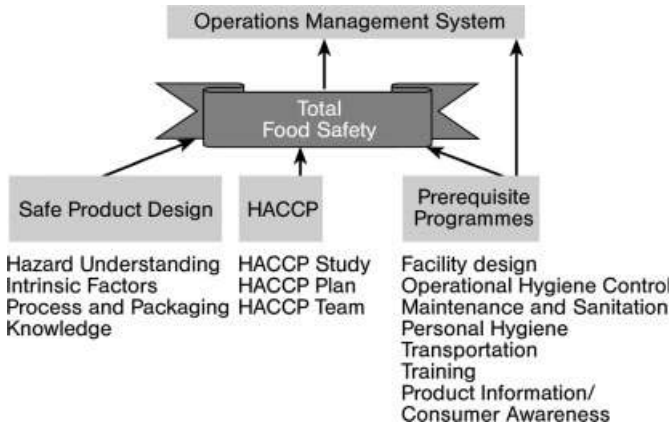 Operations Management System
Total
Food Safety
Safe Product Design
HACCP
Prerequisite
Programmes
Hazard Understanding
Intrinsic Factors
Process and Packaging
Knowledge
HACCP Study
HACCP Plan
HACCP Team
Facility design
Operational Hygiene Control
Maintenance and Sanitation
Personal Hygiene
Transportation
Training
Product Information/
Consumer Awareness